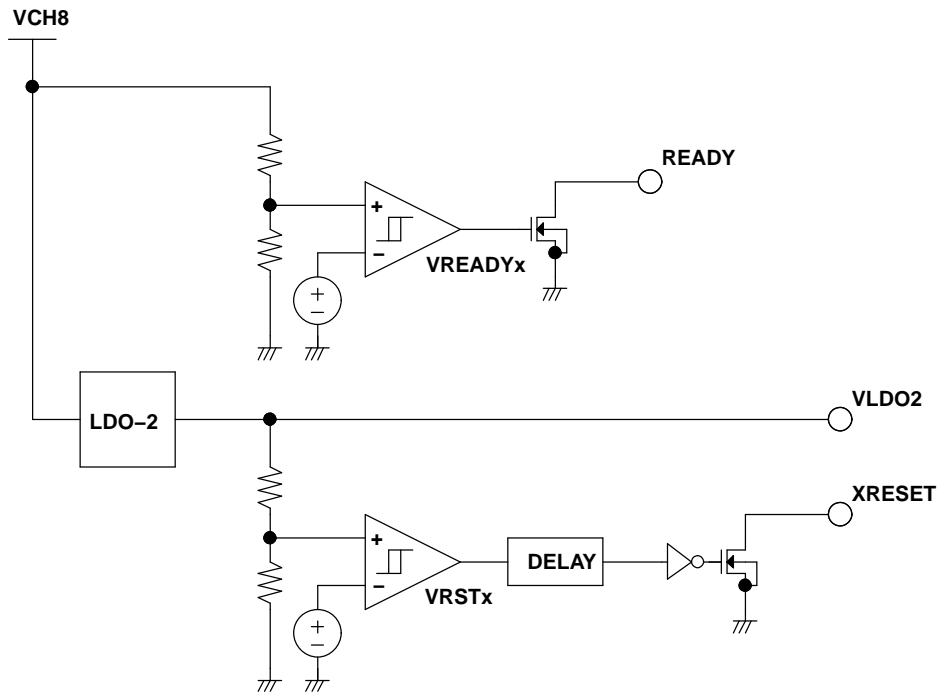 VCH8
READY
+
−
VREADYx
+
−
LDO−2
VLDO2
XRESET
+
DELAY
−
VRSTx
+
−